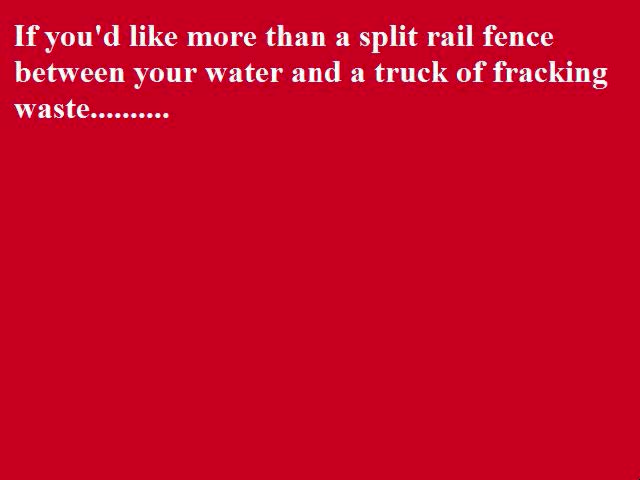 If you'd like more than a split rail fence
between your water and a truck of fracking
waste..........